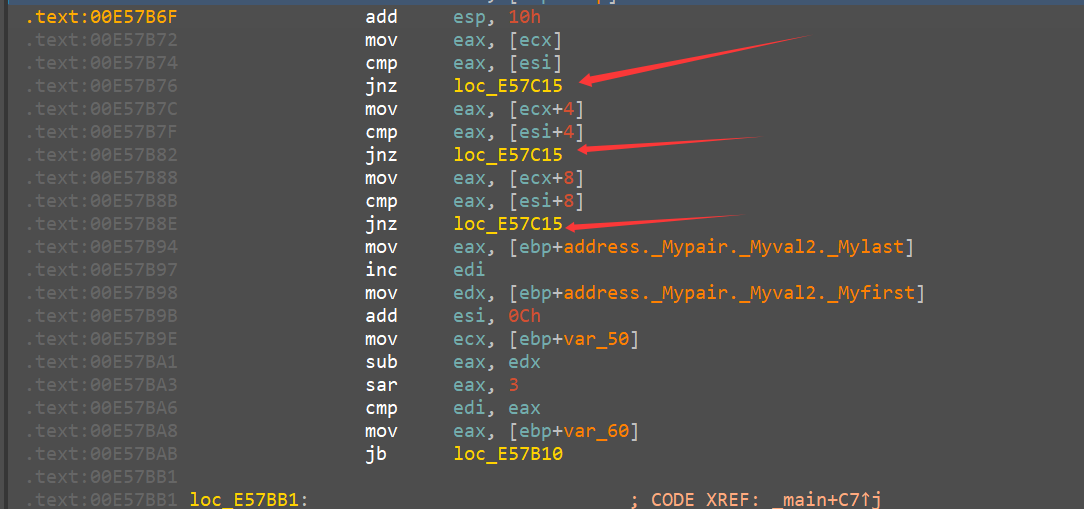 .text:00E57B6F add esp, 10h
.text:00E57B72 mov eax, [ecx]
.text:00E57B74 cmp eax, [esi]
.text:00E57B76 jnz loc_E57C15
.text:00E57B7C mov eax, [ecx+4]
.text:00E57B7F cmp eax, [esi+4]
.text:00E57B82 jnz loc_E57C15
.text:00E57B88 mov eax, [ecx+8]
.text:00E57B8B cmp eax, [esi+8]
.text:00E57B8E jnz loc_E57C15
.text:00E57B94 mov eax, [ebp+address._Mypair._Myval2._Mylast]
.text:00E57B97 inc edi
.text:00E57B98 mov edx, [ebp+address._Mypair._Myval2._Myfirst]
.text:00E57B9B add esi, 0Ch
.text:00E57B9E mov ecx, [ebp+var_50]
.text:00E57BA1 sub eax, edx
.text:00E57BA3 sar eax, 3
.text:00E57BA6 cmp edi, eax
.text:00E57BA8 mov eax, [ebp+var_60]
.text:00E57BAB jb loc_E57B10
.text:00E57BB1
.text:00E57BB1 loc_E57BB1: ; CODE XREF: _main+C7↑j